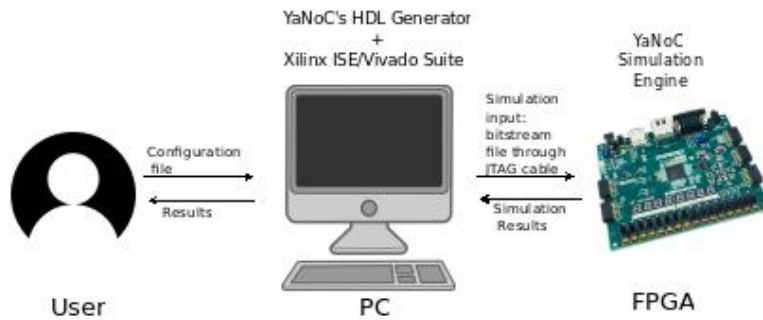 YaNoC's HDL Generator
+
Xilinx ISE/Vivado Suite
YaNoC
Simulation
Engine
Configuration
file
Results
Simulation
input:
bitstream
file through
JTAG cable
Simulation
Results
User
PC
FPGA